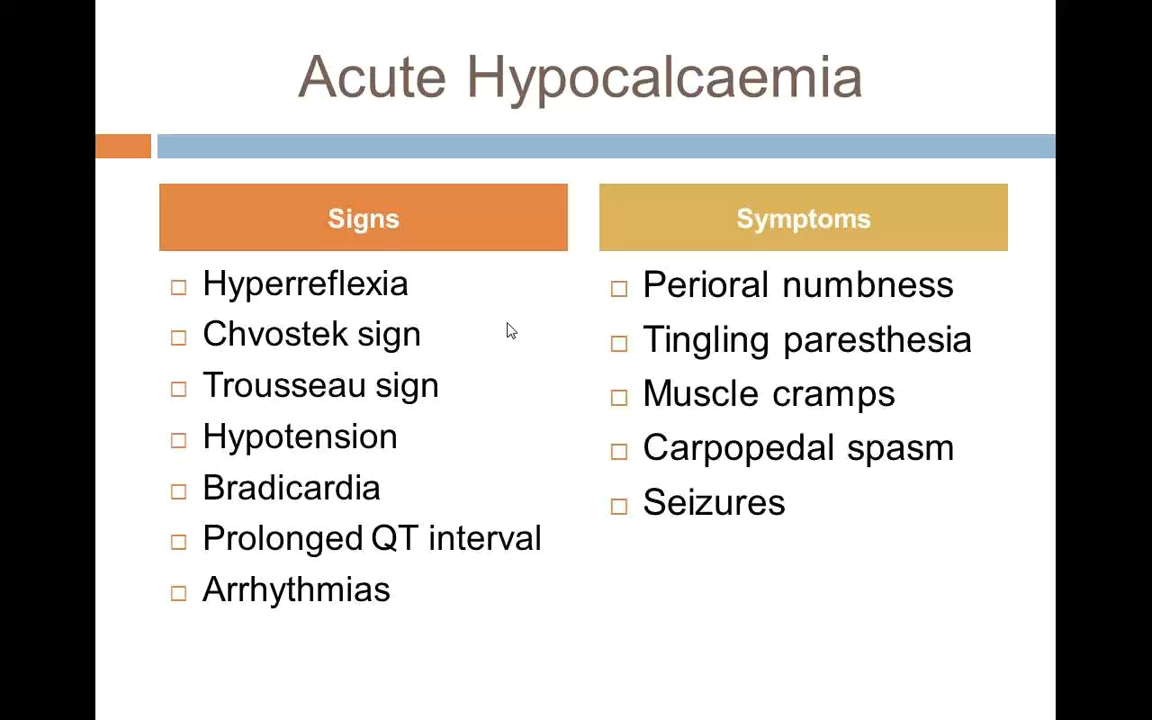 Acute Hypocalcaemia
Signs
Hyperreflexia
Chvostek sign
Trousseau sign
Hypotension
Bradicardia
Prolonged QT interval
Arrhythmias
Symptoms
Perioral numbness
Tingling paresthesia
Muscle cramps
Carpopedal spasm
Seizures